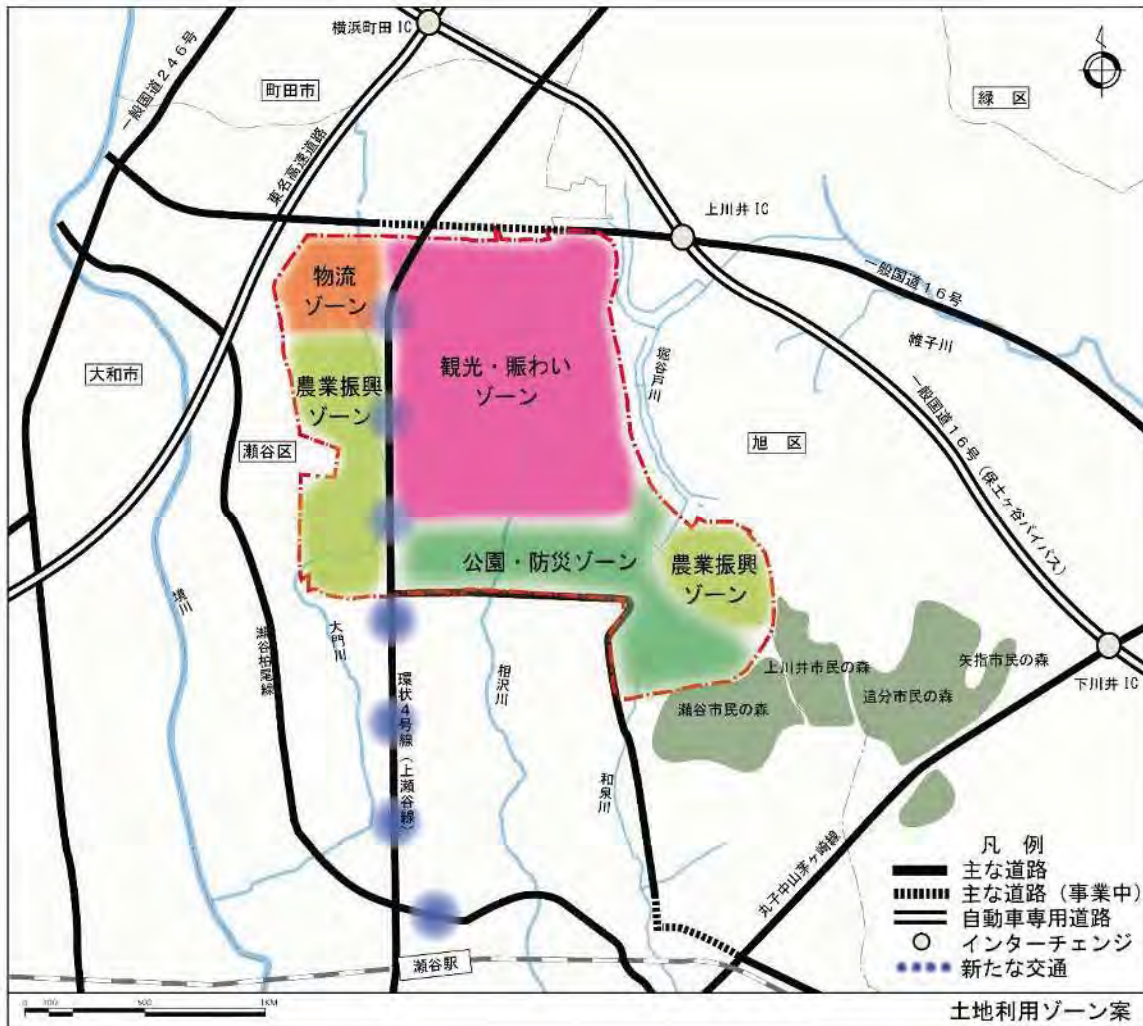 横浜町田IC
一般国道246号
町田市
緑 区
東名高速道路
上川井IC
一般国道16号
物流
ゾーン
観光・賑わい
ゾーン
堀谷戸川
帷子川
一般国道16号(保土ヶ谷バイパス)
大和市
農業振興
ゾーン
瀬谷区
旭 区
公園・防災ゾーン
農業振興
ゾーン
境川
瀬谷柏尾線
大門川
環状4号線(上瀬谷線)
相沢川
和泉川
上川井市民の森
矢指市民の森
瀬谷市民の森
追分市民の森
下川井IC
丸子中山茅ヶ崎線
瀬谷駅
凡 例
主な道路
主な道路(事業中)
自動車専用道路
インターチェンジ
新たな交通
0 100 500 1KM
土地利用ゾーン案